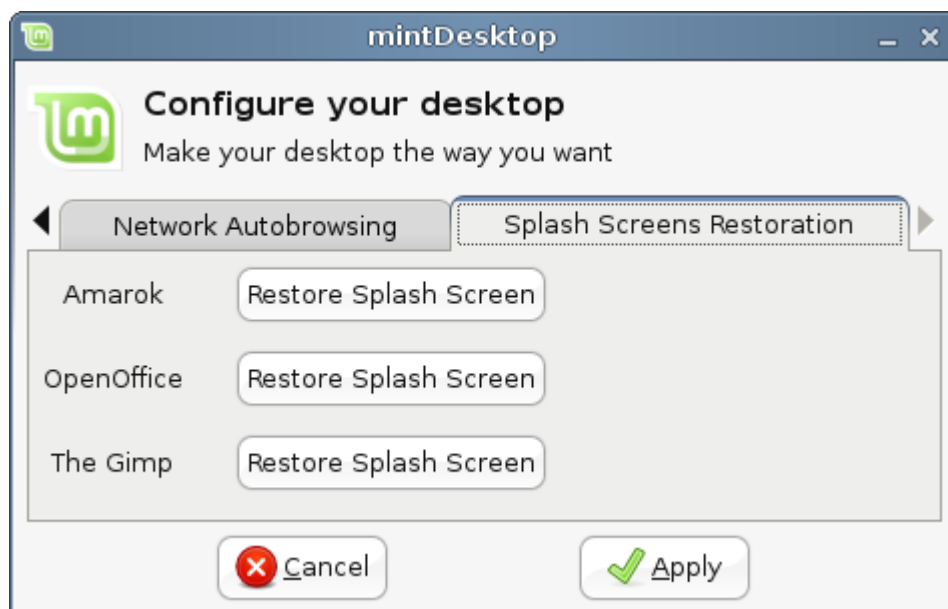 mintDesktop
Configure your desktop
Make your desktop the way you want
Network Autobrowsing Splash Screens Restoration
Amarok Restore Splash Screen
OpenOffice Restore Splash Screen
The Gimp Restore Splash Screen
Cancel Apply